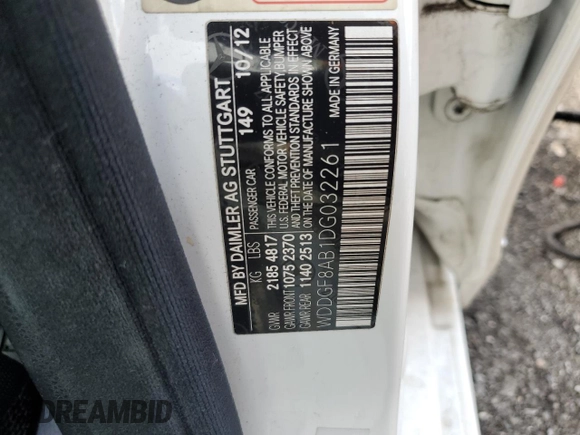 MFD BY DAIMLER AG STUTTGART
149 10/12
KG LBS PASSENGER CAR
GVWR 2185 4817
GAWR FRONT 1075 2370
GAWR REAR 1140 2513
THIS VEHICLE CONFORMS TO ALL APPLICABLE
U.S. FEDERAL MOTOR VEHICLE SAFETY, BUMPER
AND THEFT PREVENTION STANDARDS IN EFFECT
ON THE DATE OF MANUFACTURE SHOWN ABOVE
WDDGF8AB1DG032261
MADE IN GERMANY
DREAMBID